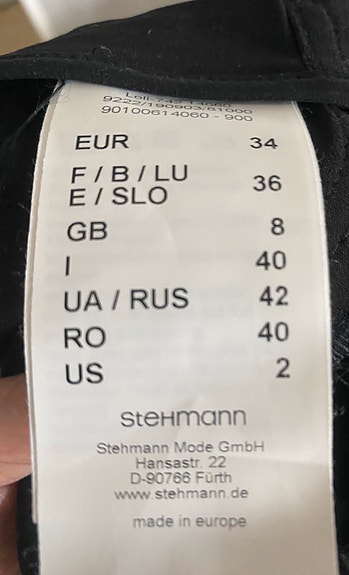 9222/190903/81000
90100614060 - 900
EUR 34
F / B / LU 36
E / SLO
GB 8
I 40
UA / RUS 42
RO 40
US 2
stehmann
Stehmann Mode GmbH
Hansastr. 22
D-90766 Fürth
www.stehmann.de
made in europe